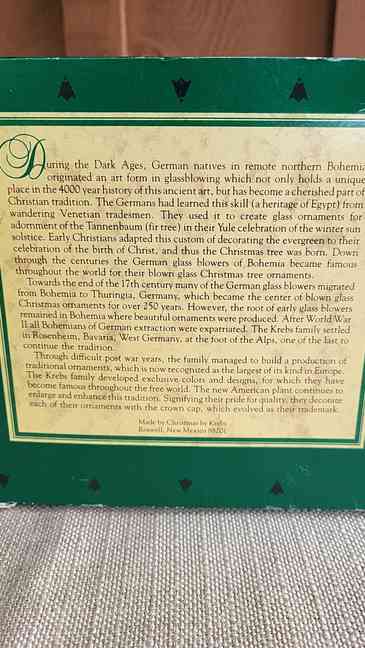 During the Dark Ages, German natives in remote northern Bohemia
originated an art form in glassblowing which not only holds a unique
place in the 4000 year history of this ancient art, but has become a cherished part of
Christian tradition. The Germans had learned this skill (a heritage of Egypt) from
wandering Venetian tradesmen. They used it to create glass ornaments for
adornment of the Tannenbaum (fir tree) in their Yule celebration of the winter sun
solstice. Early Christians adapted this custom of decorating the evergreen to their
celebration of the birth of Christ, and thus the Christmas tree was born. Down
through the centuries the German glass blowers of Bohemia became famous
throughout the world for their blown glass Christmas tree ornaments.
Towards the end of the 17th century many of the German glass blowers migrated
from Bohemia to Thuringia, Germany, which became the center of blown glass
Christmas ornaments for over 250 years. However, the root of early glass blowers
remained in Bohemia where beautiful ornaments were produced. After World War
II all Bohemians of German extraction were expatriated. The Krebs family settled
in Rosenheim, Bavaria, West Germany, at the foot of the Alps, one of the last to
continue the tradition.
Through difficult post war years, the family managed to build a production of
traditional ornaments, which is now recognized as the largest of its kind in Europe.
The Krebs family developed exclusive colors and designs, for which they have
become famous throughout the free world. The new American plant continues to
enlarge and enhance this tradition. Signifying their pride for quality, they decorate
each of their ornaments with the crown cap, which evolved as their trademark.
Made by Christmas by Krebs
Roswell, New Mexico 88201